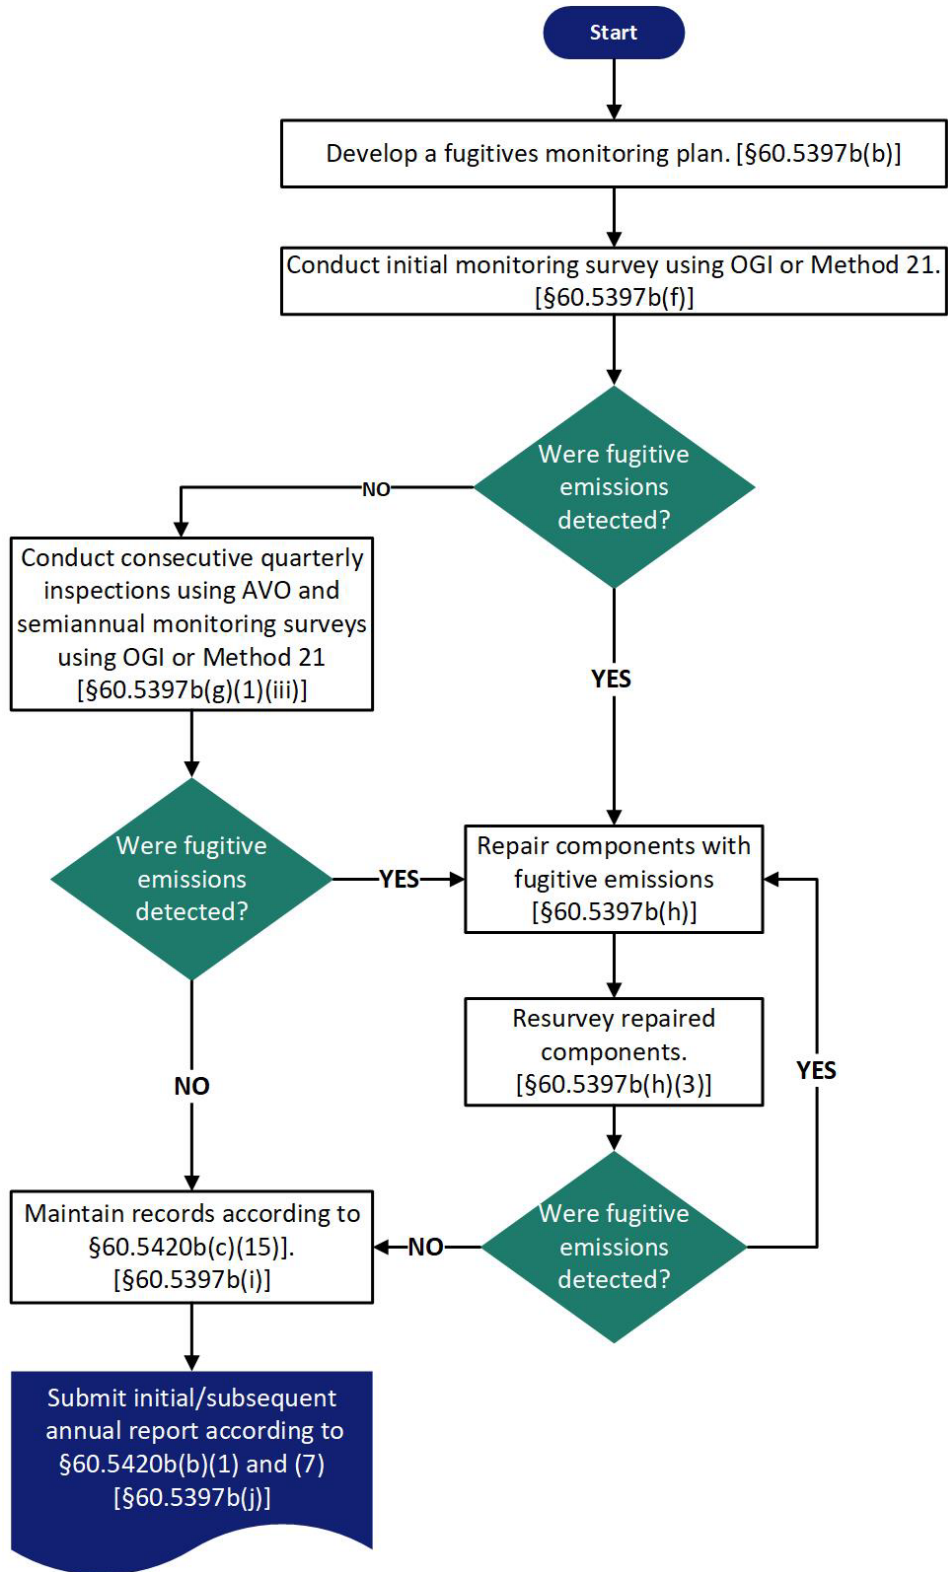 Start
Develop a fugitives monitoring plan. [§60.5397b(b)]
Conduct initial monitoring survey using OGI or Method 21.
[§60.5397b(f)]
Were fugitive
emissions
detected?
NO
YES
Conduct consecutive quarterly
inspections using AVO and
semiannual monitoring surveys
using OGI or Method 21
[§60.5397b(g)(1)(iii)]
Were fugitive
emissions
detected?
YES
NO
Repair components with
fugitive emissions
[§60.5397b(h)]
Resurvey repaired
components.
[§60.5397b(h)(3)]
YES
Were fugitive
emissions
detected?
NO
Maintain records according to
§60.5420b(c)(15)].
[§60.5397b(i)]
Submit initial/subsequent
annual report according to
§60.5420b(b)(1) and (7)
[§60.5397b(j)]